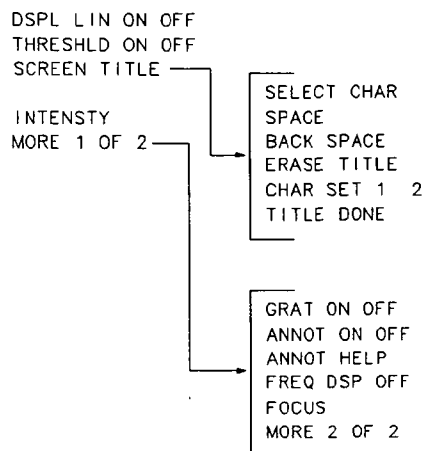 DSPL LIN ON OFF
THRESHLD ON OFF
SCREEN TITLE
INTENSTY
MORE 1 OF 2
SELECT CHAR
SPACE
BACK SPACE
ERASE TITLE
CHAR SET 1 2
TITLE DONE
GRAT ON OFF
ANNOT ON OFF
ANNOT HELP
FREQ DSP OFF
FOCUS
MORE 2 OF 2